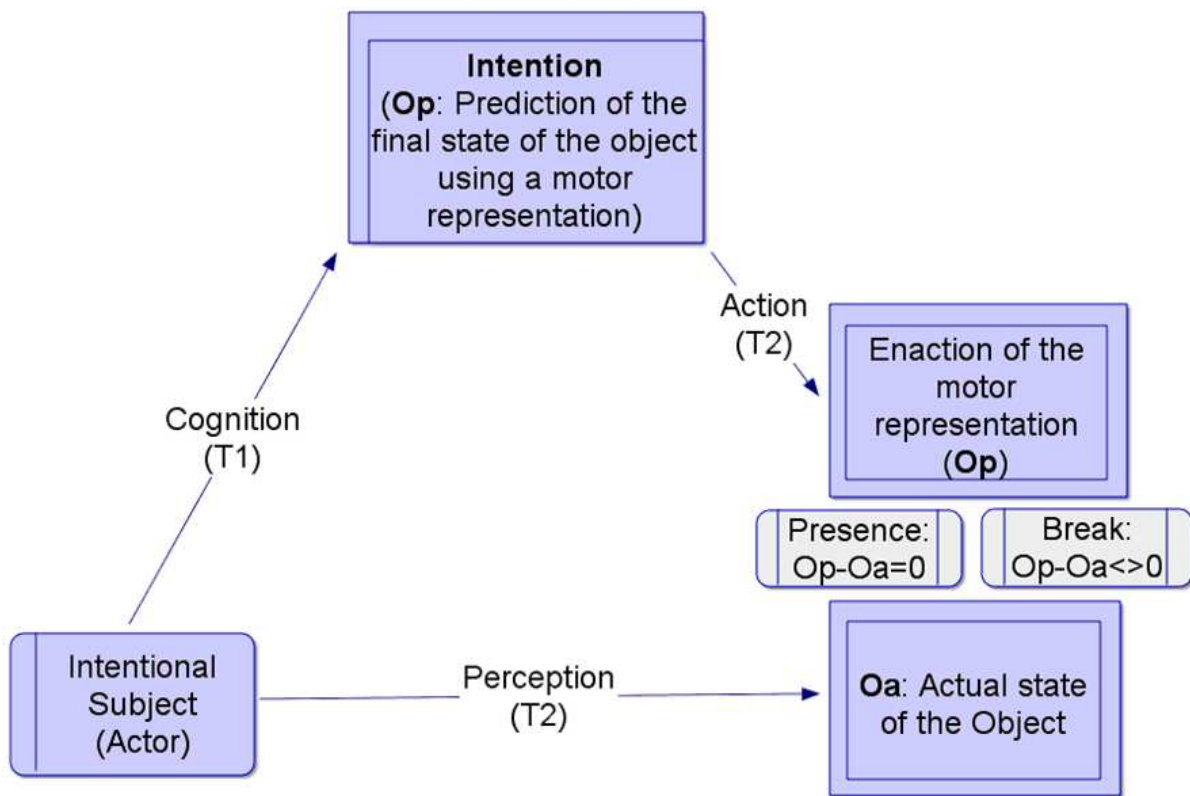 Intention
(Op: Prediction of the
final state of the object
using a motor
representation)
Action
(T2)
Enaction of the
motor
representation
(Op)
Cognition
(T1)
Presence:
Op-Oa=0
Break:
Op-Oa<>0
Intentional
Subject
(Actor)
Perception
(T2)
Oa: Actual state
of the Object